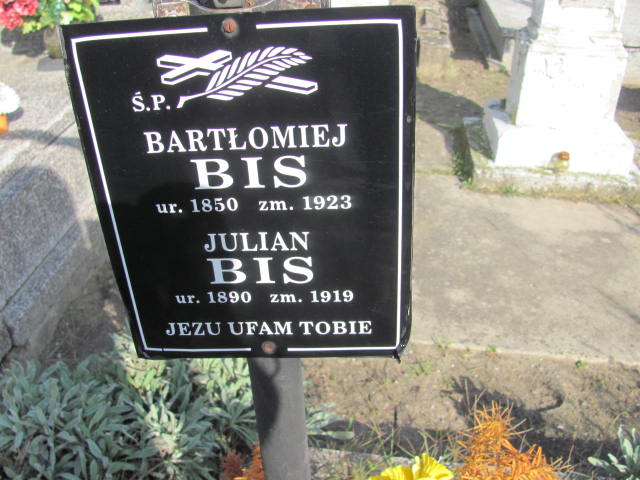 Ś.P.
BARTŁOMIEJ
BIS
ur. 1850 zm. 1923
JULIAN
BIS
ur. 1890 zm. 1919
JEZU UFAM TOBIE